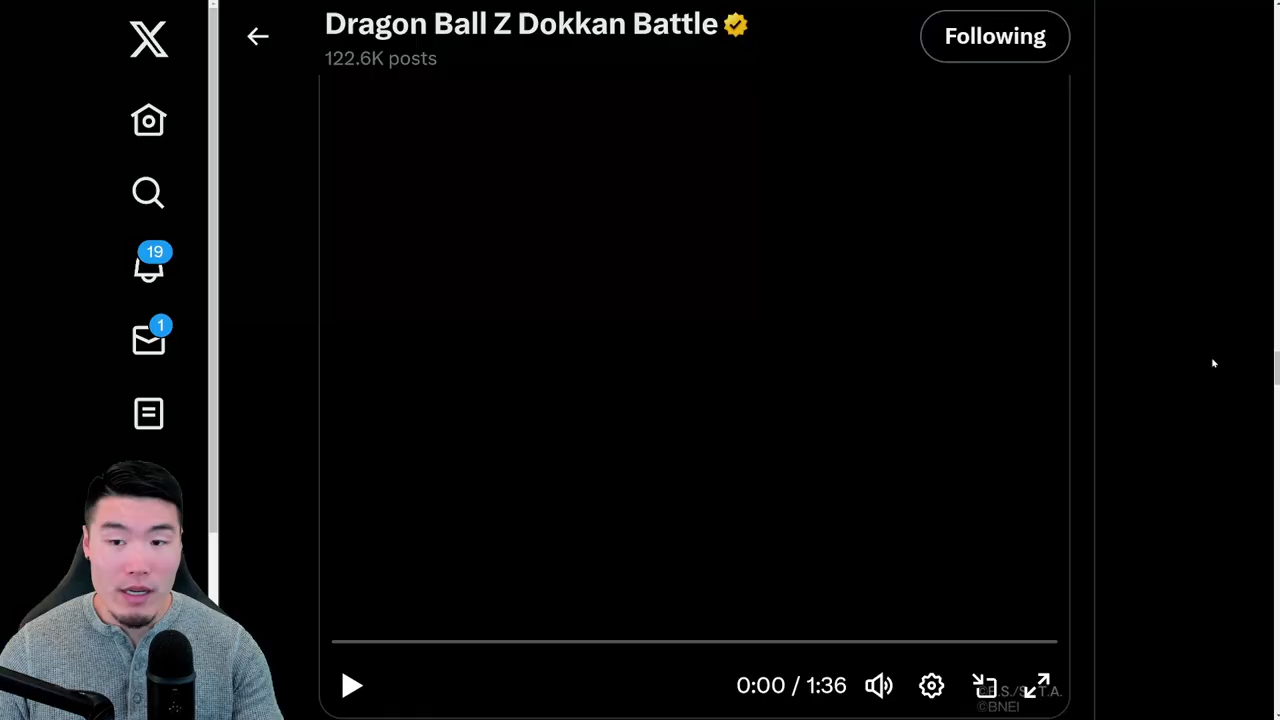 Dragon Ball Z Dokkan Battle
122.6K posts
Following
19
1
0:00 / 1:36
©BNEI